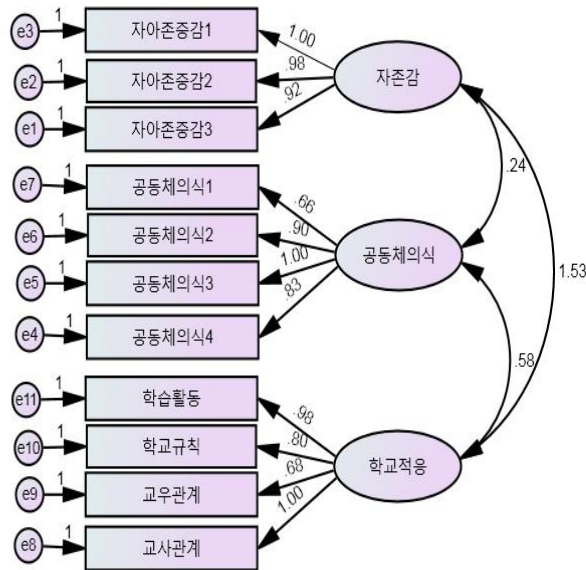 e3 1 자아존증감1 1.00
e2 1 자아존증감2 .98 자존감
e1 1 자아존증감3 .92
.24
e7 1 공동체의식1 .66
e6 1 공동체의식2 .90
e5 1 공동체의식3 1.00 공동체의식
e4 1 공동체의식4 .83
1.53
.58
e11 1 학습활동 .98
e10 1 학교규칙 .80 학교적응
e9 1 교우관계 .68
e8 1 교사관계 1.00